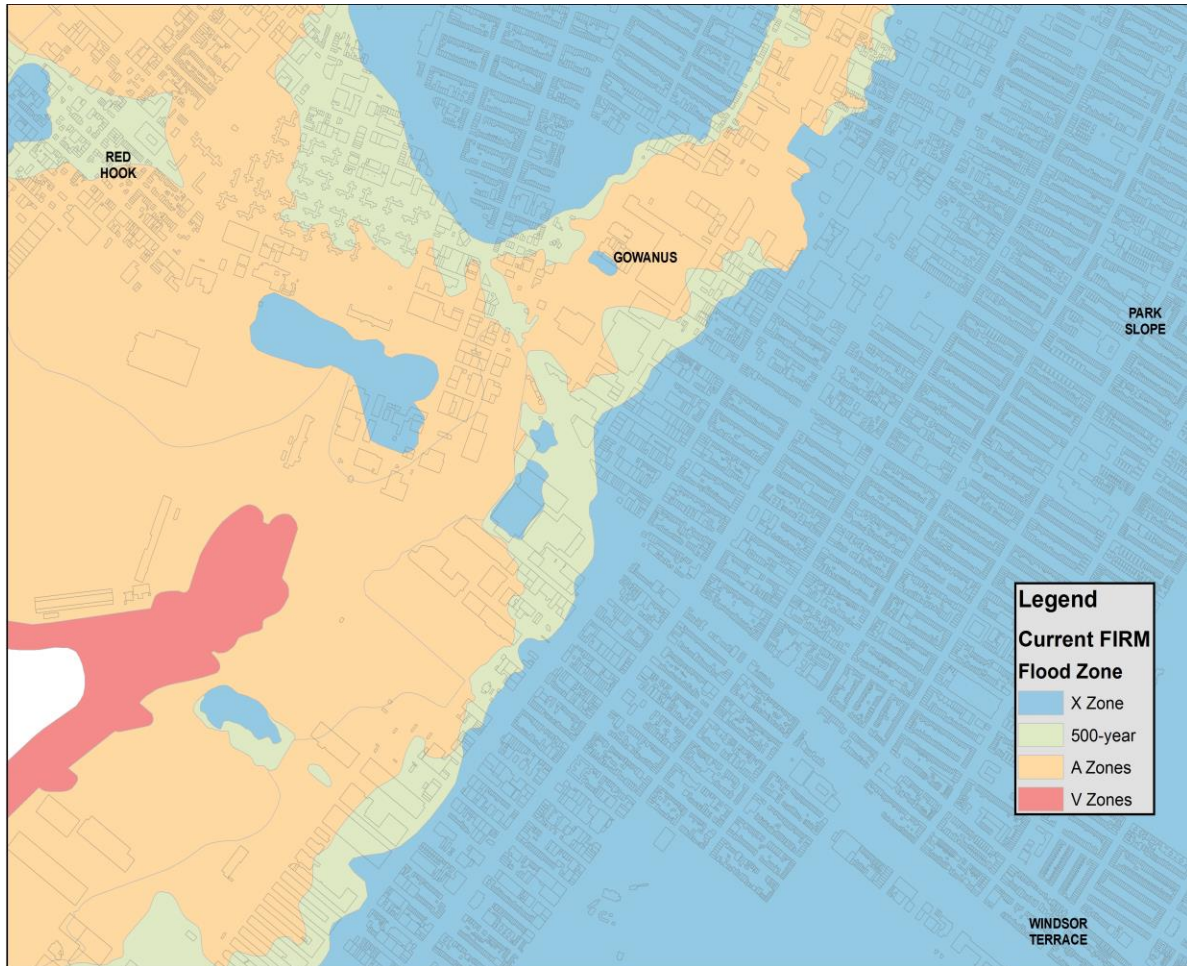 RED
HOOK
GOWANUS
PARK
SLOPE
Legend
Current FIRM
Flood Zone
X Zone
500-year
A Zones
V Zones
WINDSOR
TERRACE